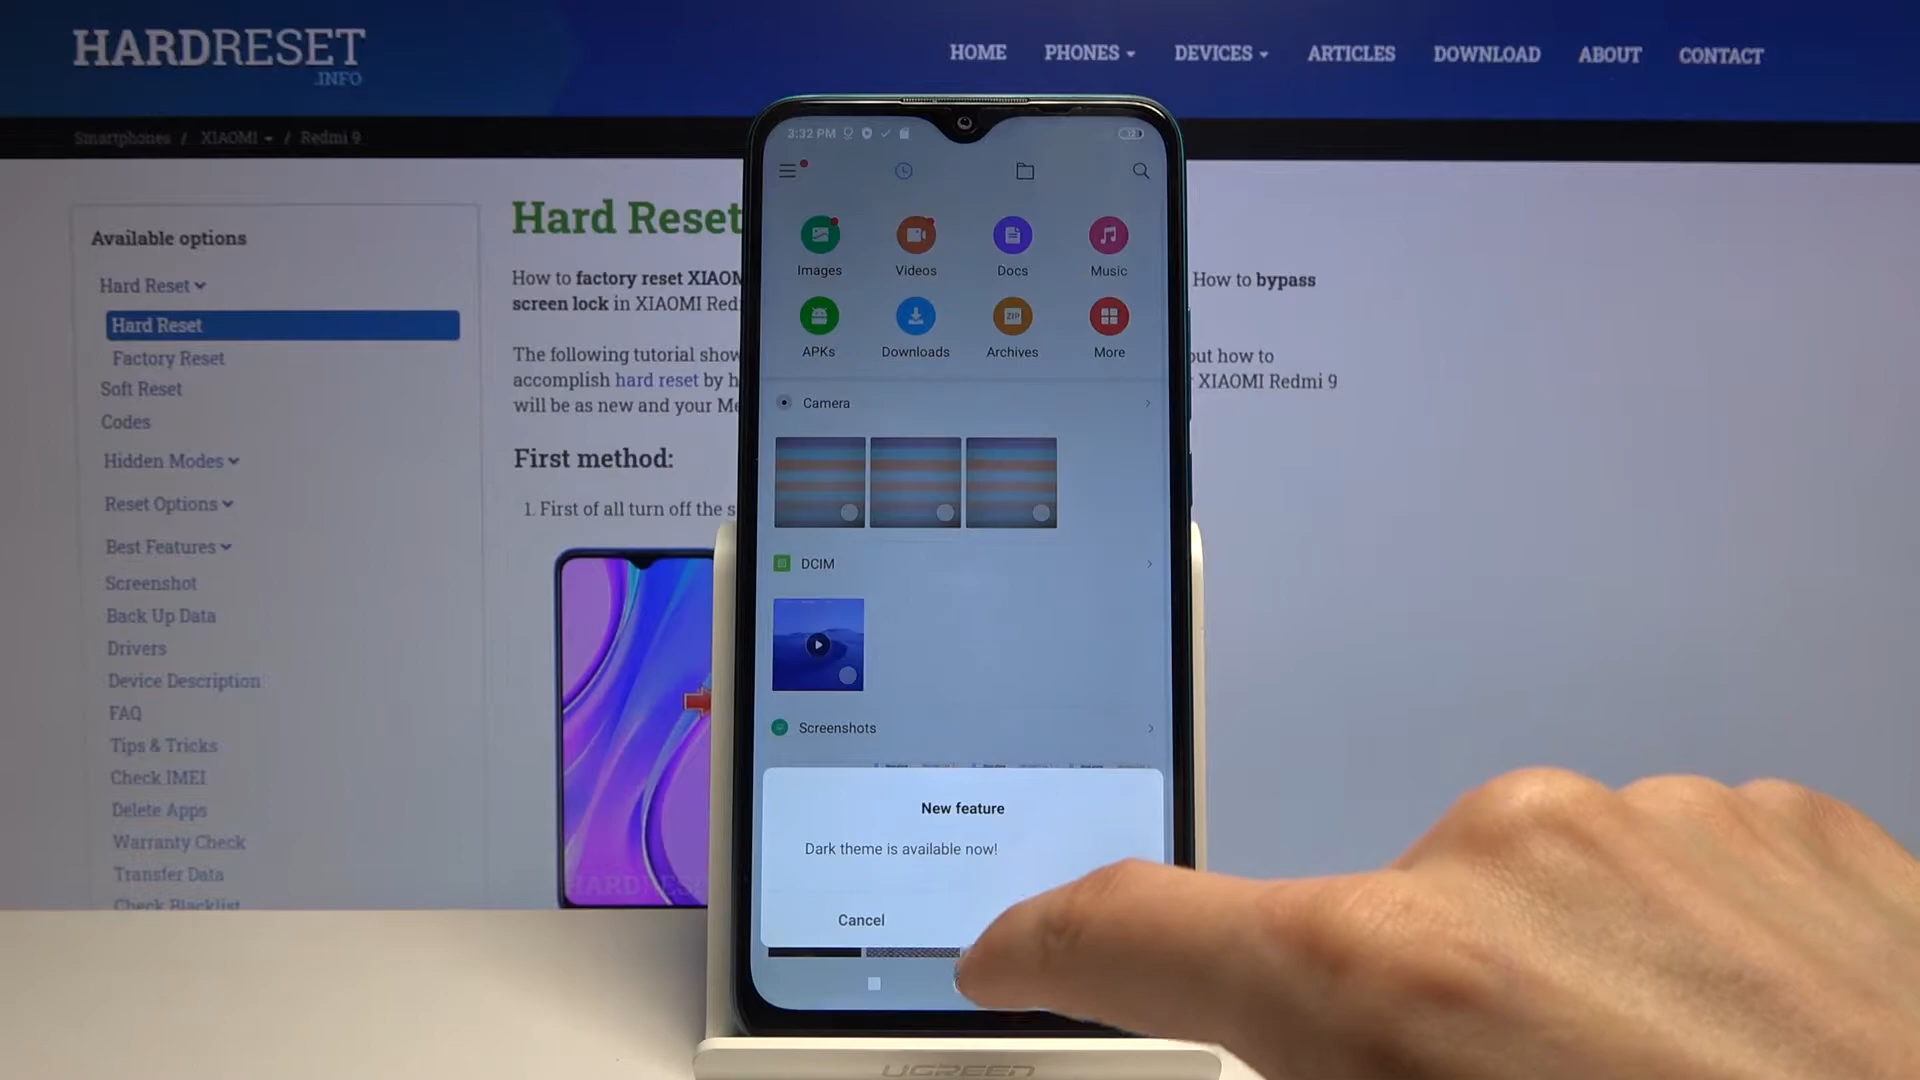 HARDRESET
.INFO
HOME PHONES DEVICES ARTICLES DOWNLOAD ABOUT CONTACT
Smartphones / XIAOMI / Redmi 9
Available options
Hard Reset
Hard Reset
Factory Reset
Soft Reset
Codes
Hidden Modes
Reset Options
Best Features
Screenshot
Back Up Data
Drivers
Device Description
FAQ
Tips & Tricks
Check IMEI
Delete Apps
Warranty Check
Transfer Data
Check Blacklist
Hard Reset
How to factory reset XIAOM
How to bypass
screen lock in XIAOMI Red
The following tutorial show
out how to
accomplish hard reset by h
XIAOMI Redmi 9
will be as new and your Me
First method:
1. First of all turn off the s
3:32 PM
Images Videos Docs Music
ZIP
APKs Downloads Archives More
Camera
DCIM
Screenshots
New feature
Dark theme is available now!
Cancel
UGREEN